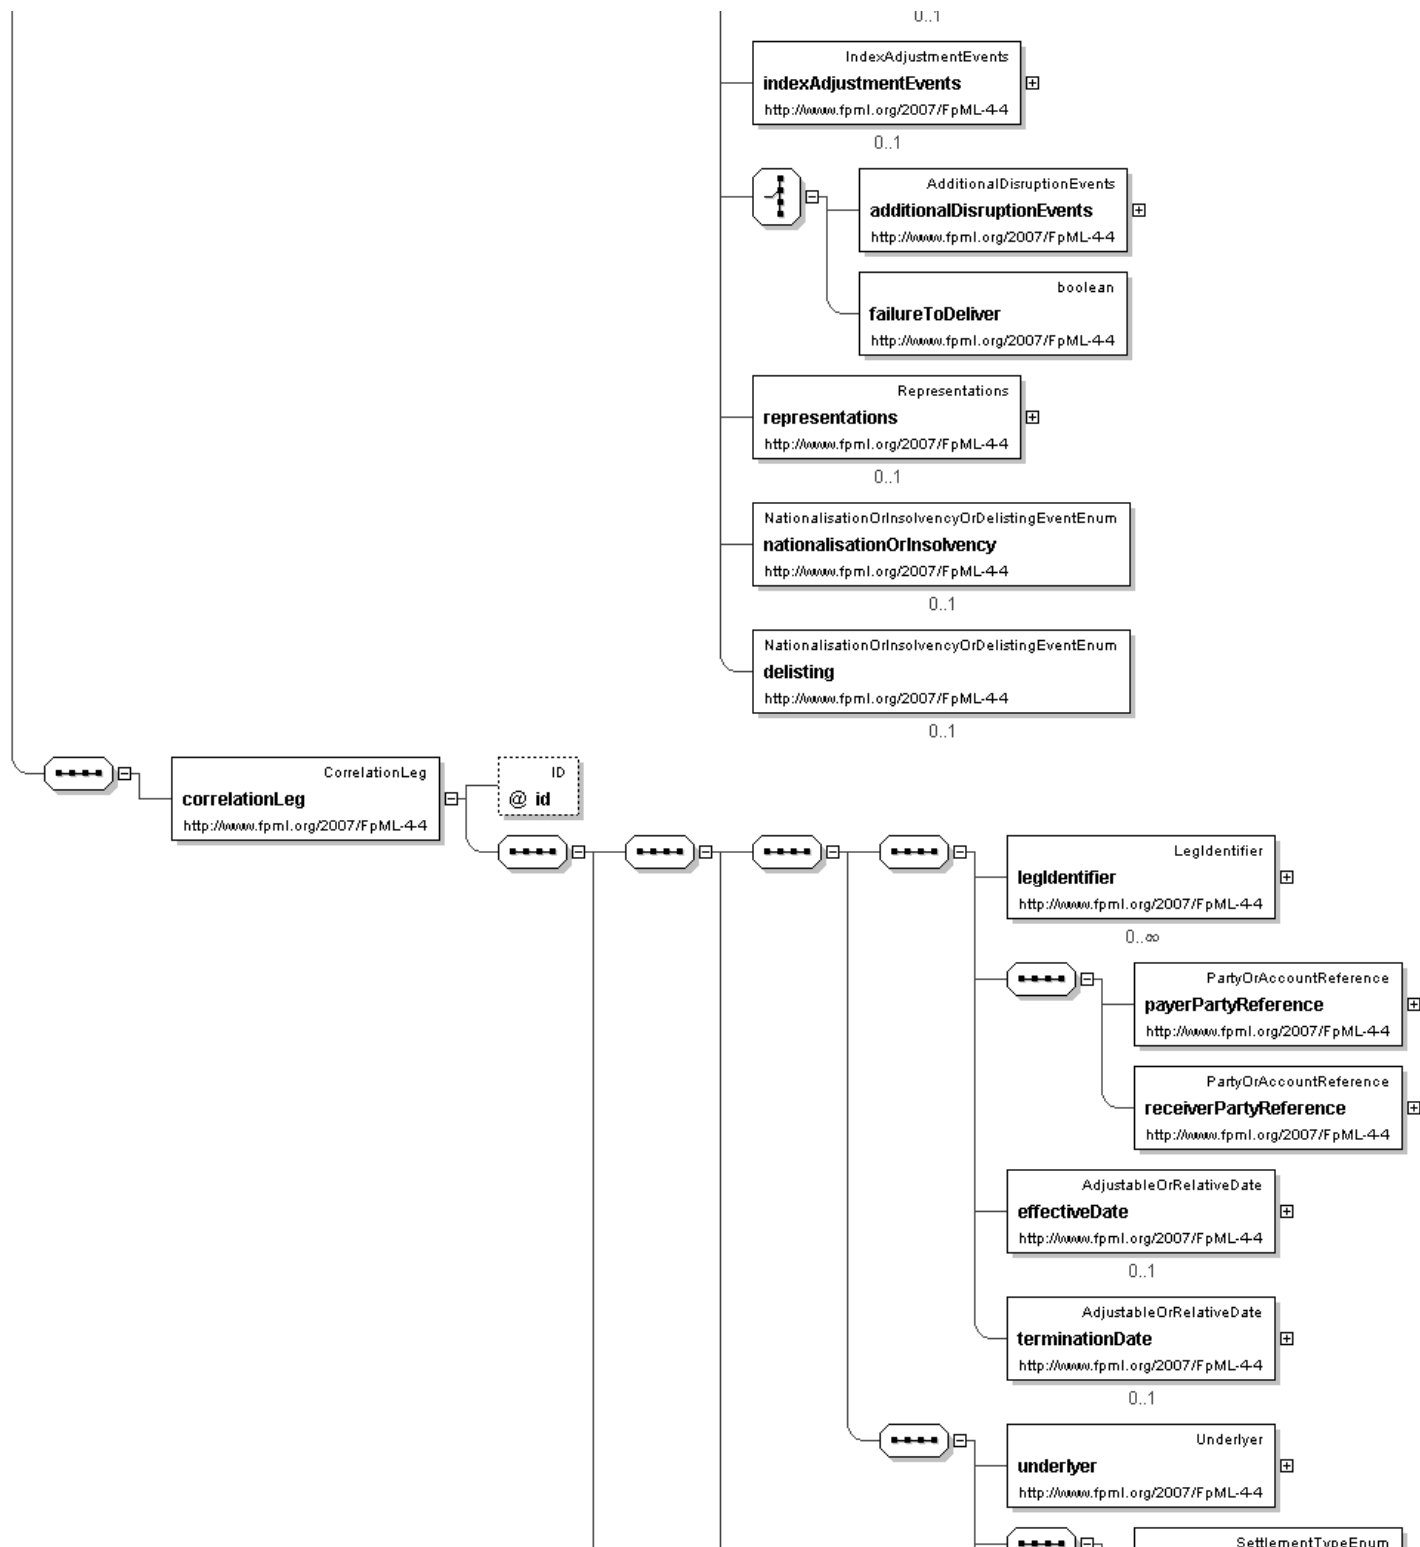 0..1
IndexAdjustmentEvents
indexAdjustmentEvents
http://www.fpml.org/2007/FpML-4-4
0..1
AdditionalDisruptionEvents
additionalDisruptionEvents
http://www.fpml.org/2007/FpML-4-4
boolean
failureToDeliver
http://www.fpml.org/2007/FpML-4-4
Representations
representations
http://www.fpml.org/2007/FpML-4-4
0..1
NationalisationOrInsolvencyOrDelistingEventEnum
nationalisationOrInsolvency
http://www.fpml.org/2007/FpML-4-4
0..1
NationalisationOrInsolvencyOrDelistingEventEnum
delisting
http://www.fpml.org/2007/FpML-4-4
0..1
CorrelationLeg
correlationLeg
http://www.fpml.org/2007/FpML-4-4
ID
@ id
LegIdentifier
legIdentifier
http://www.fpml.org/2007/FpML-4-4
0..∞
PartyOrAccountReference
payerPartyReference
http://www.fpml.org/2007/FpML-4-4
PartyOrAccountReference
receiverPartyReference
http://www.fpml.org/2007/FpML-4-4
AdjustableOrRelativeDate
effectiveDate
http://www.fpml.org/2007/FpML-4-4
0..1
AdjustableOrRelativeDate
terminationDate
http://www.fpml.org/2007/FpML-4-4
0..1
Underlyer
underlyer
http://www.fpml.org/2007/FpML-4-4
SettlementTypeEnum